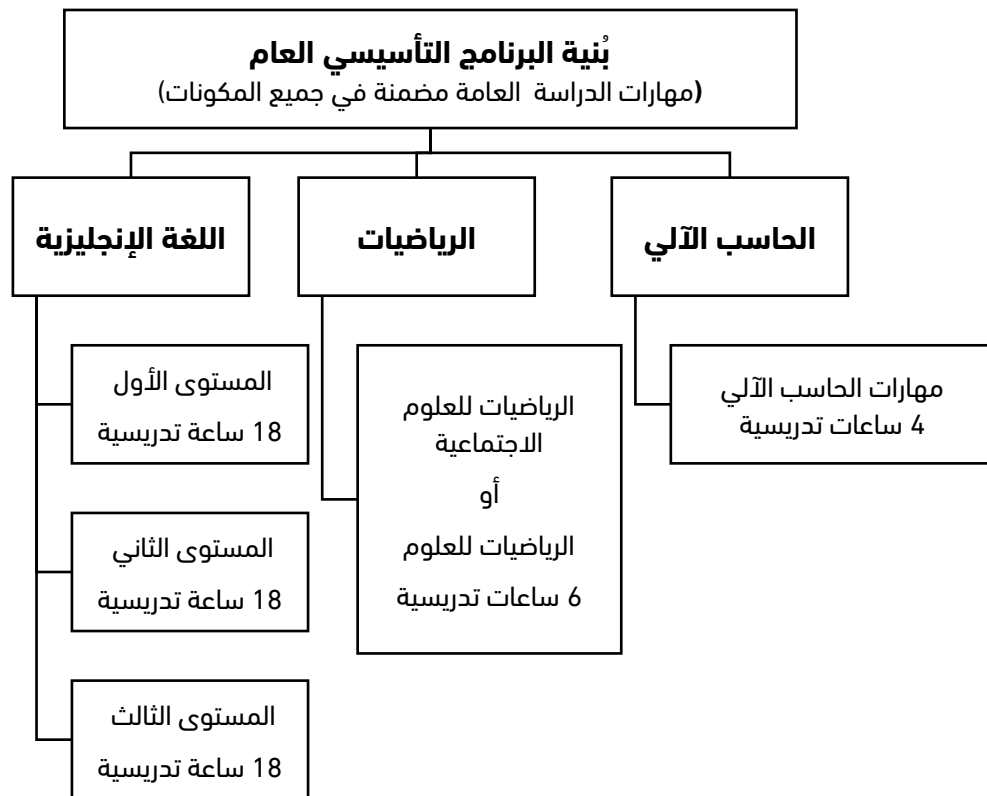 بُنية البرنامج التأسيسي العام
(مهارات الدراسة العامة مضمنة في جميع المكونات)
الحاسب الآلي
مهارات الحاسب الآلي
4 ساعات تدريسية
الرياضيات
الرياضيات للعلوم
الاجتماعية
أو
الرياضيات للعلوم
6 ساعات تدريسية
اللغة الإنجليزية
المستوى الأول
18 ساعة تدريسية
المستوى الثاني
18 ساعة تدريسية
المستوى الثالث
18 ساعة تدريسية